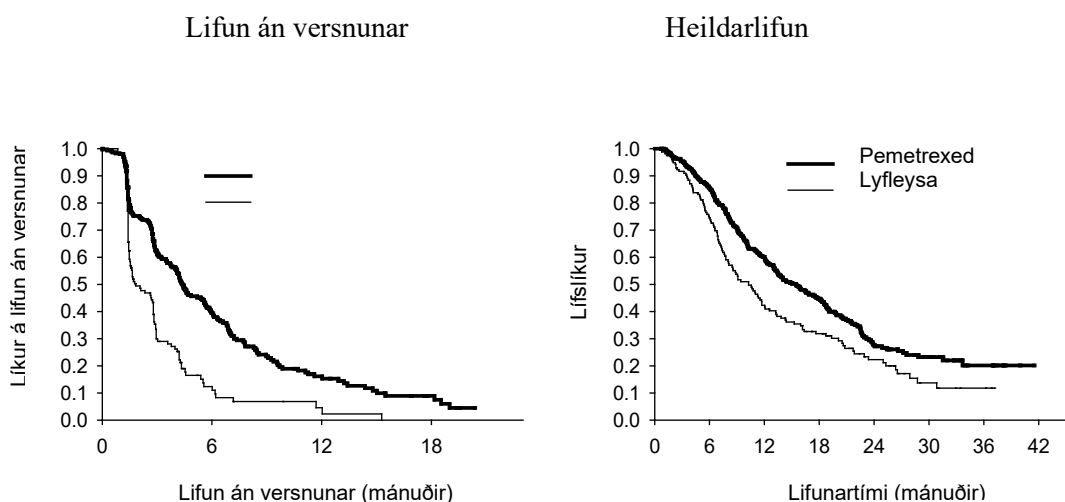 Lifun án versnunar
Heildarlifun
Líkur á lifun án versnunar
1.0
0.9
0.8
0.7
0.6
0.5
0.4
0.3
0.2
0.1
0.0
0 6 12 18
Lifun án versnunar (mánuðir)
Lífslíkur
1.0
0.9
0.8
0.7
0.6
0.5
0.4
0.3
0.2
0.1
0.0
Pemetrexed
Lyfleysa
0 6 12 18 24 30 36 42
Lifunartími (mánuðir)